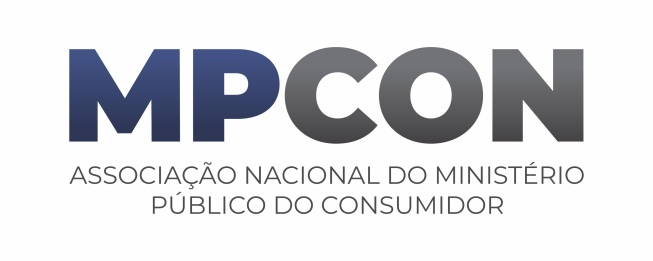 MPCON
ASSOCIAÇÃO NACIONAL DO MINISTÉRIO
PÚBLICO DO CONSUMIDOR